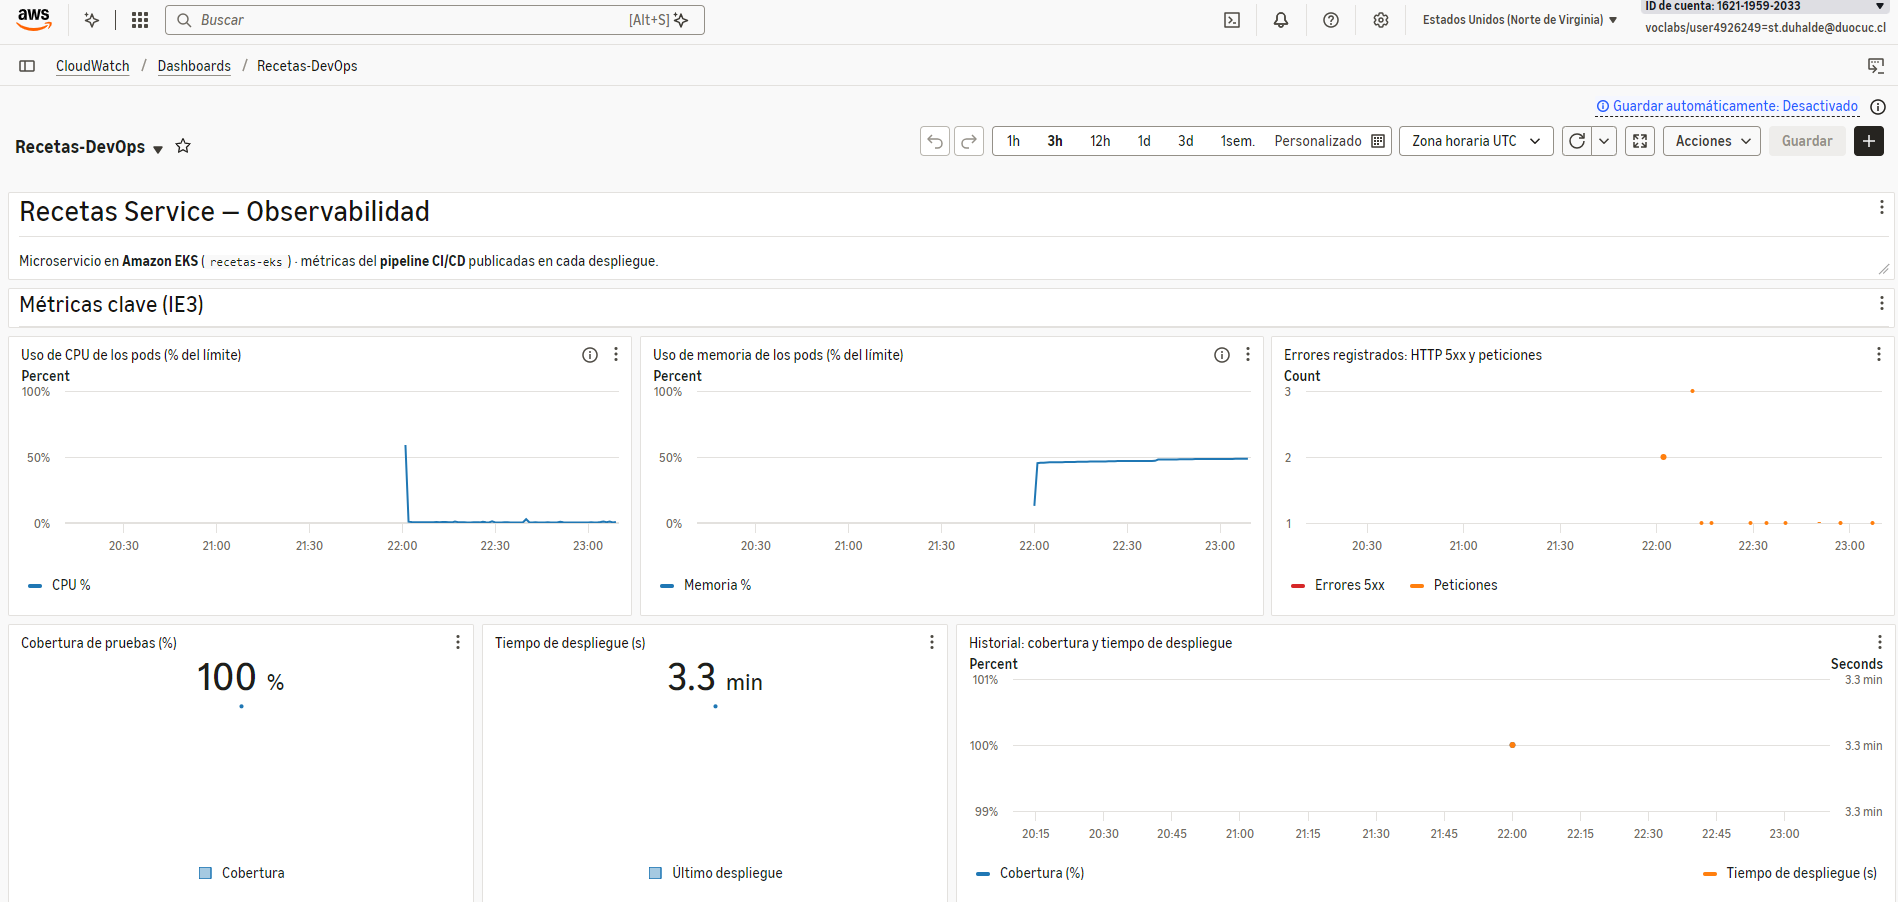 aws
Buscar
[Alt+S]
Estados Unidos (Norte de Virginia)
ID de cuenta: 1621-1959-2033
voclabs/user4926249=st.duhalde@duocuc.cl
CloudWatch / Dashboards / Recetas-DevOps
Guardar automáticamente: Desactivado
Recetas-DevOps
1h 3h 12h 1d 3d 1sem. Personalizado
Zona horaria UTC
Acciones
Guardar
Recetas Service – Observabilidad
Microservicio en Amazon EKS ( recetas-eks ) · métricas del pipeline CI/CD publicadas en cada despliegue.
Métricas clave (IE3)
Uso de CPU de los pods (% del límite)
Percent
100%
50%
0%
20:30 21:00 21:30 22:00 22:30 23:00
CPU %
Uso de memoria de los pods (% del límite)
Percent
100%
50%
0%
20:30 21:00 21:30 22:00 22:30 23:00
Memoria %
Errores registrados: HTTP 5xx y peticiones
Count
3
2
1
20:30 21:00 21:30 22:00 22:30 23:00
Errores 5xx Peticiones
Cobertura de pruebas (%)
100 %
Cobertura
Tiempo de despliegue (s)
3.3 min
Último despliegue
Historial: cobertura y tiempo de despliegue
Percent Seconds
101% 3.3 min
100% 3.3 min
99% 3.3 min
20:15 20:30 20:45 21:00 21:15 21:30 21:45 22:00 22:15 22:30 22:45 23:00
Cobertura (%) Tiempo de despliegue (s)